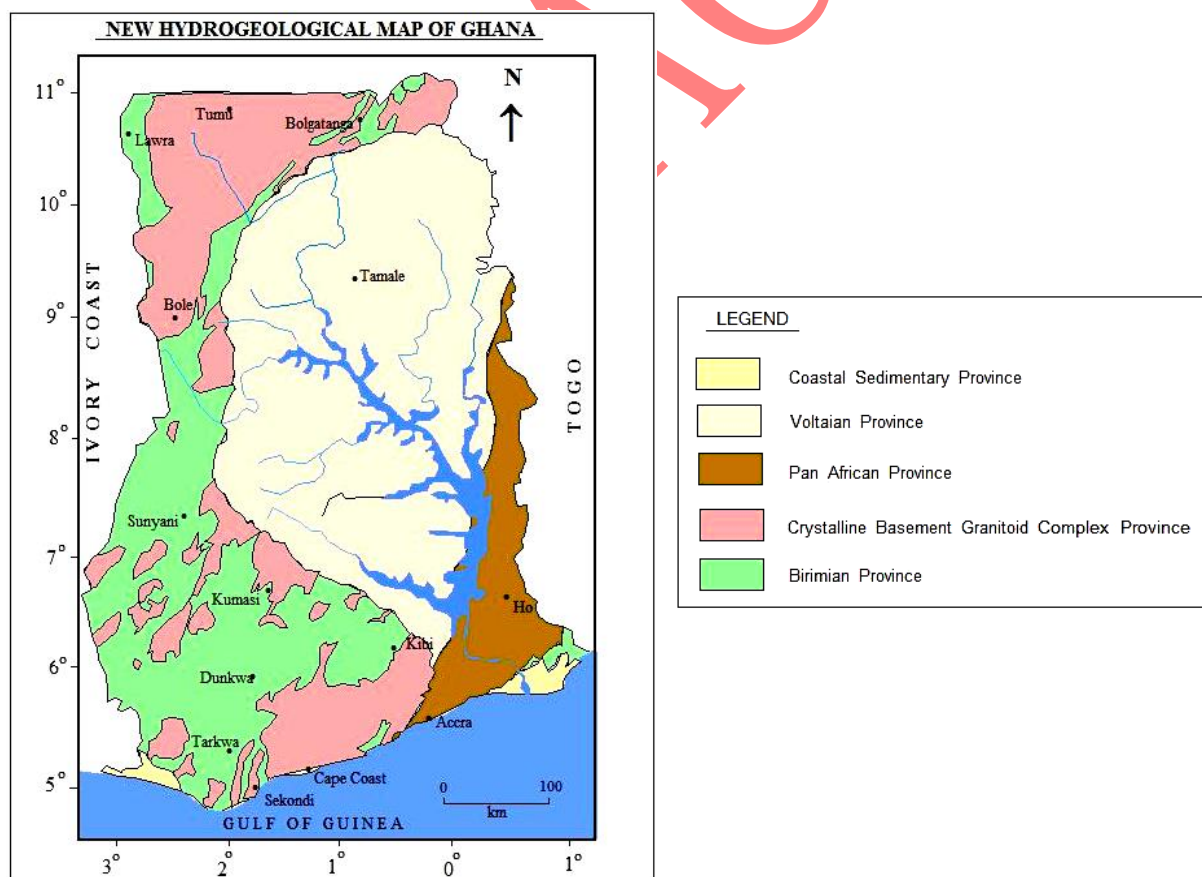 NEW HYDROGEOLOGICAL MAP OF GHANA
N
11°
10°
9°
8°
7°
6°
5°
IVORY COAST
TOGO
Tumu
Bolgatanga
Lawra
Tamale
Bole
Sunyani
Kumasi
Ho
Kibi
Dunkwa
Accra
Tarkwa
Cape Coast
Sekondi
0 100
km
GULF OF GUINEA
3° 2° 1° 0° 1°
LEGEND
Coastal Sedimentary Province
Voltaian Province
Pan African Province
Crystalline Basement Granitoid Complex Province
Birimian Province